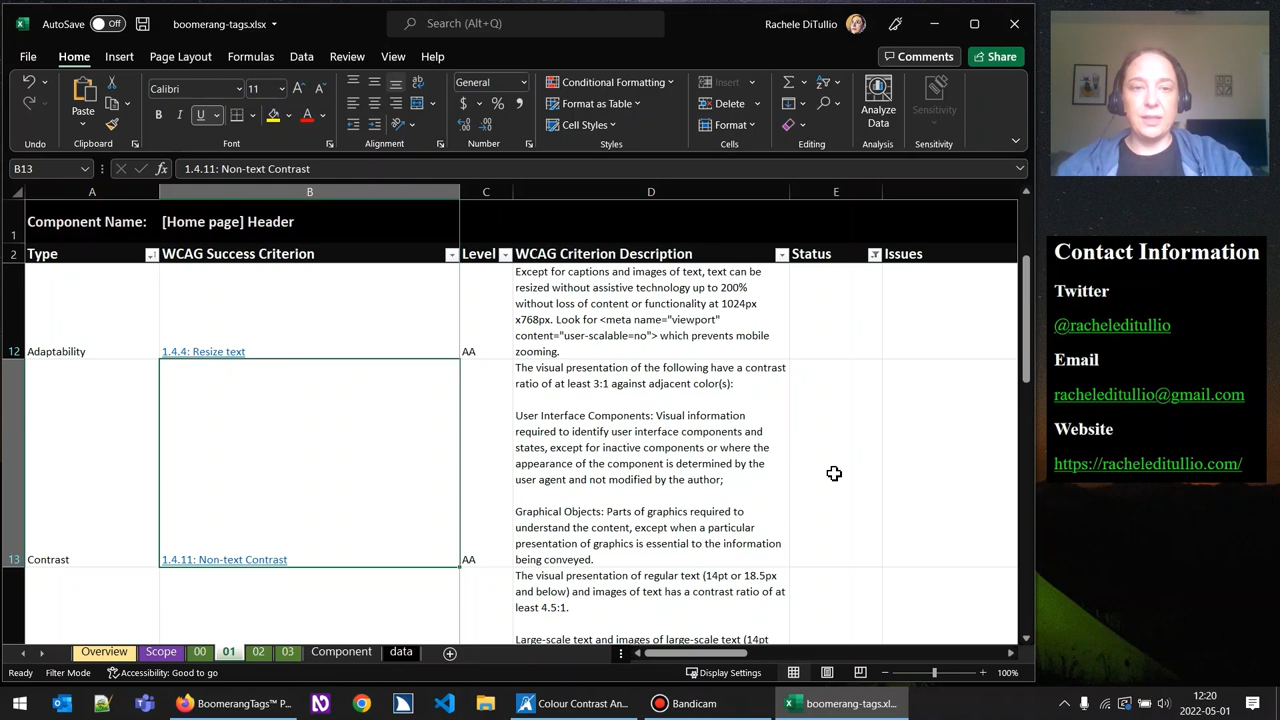 AutoSave Off boomerang-tags.xlsx Search (Alt+Q) Rachele DiTullio
File Home Insert Page Layout Formulas Data Review View Help Comments Share
Calibri 11 General Conditional Formatting Insert
Paste Format as Table Delete Analyze Data Sensitivity
B I U Cell Styles Format
Undo Clipboard Font Alignment Number Styles Cells Editing Analysis Sensitivity
B13 fx 1.4.11: Non-text Contrast
A B C D E
1 Component Name: [Home page] Header
2 Type WCAG Success Criterion Level WCAG Criterion Description Status Issues
Except for captions and images of text, text can be
resized without assistive technology up to 200%
without loss of content or functionality at 1024px
x768px. Look for <meta name="viewport"
content="user-scalable=no"> which prevents mobile
12 Adaptability 1.4.4: Resize text AA zooming.
The visual presentation of the following have a contrast
ratio of at least 3:1 against adjacent color(s):
User Interface Components: Visual information
required to identify user interface components and
states, except for inactive components or where the
appearance of the component is determined by the
user agent and not modified by the author;
Graphical Objects: Parts of graphics required to
understand the content, except when a particular
presentation of graphics is essential to the information
13 Contrast 1.4.11: Non-text Contrast AA being conveyed.
The visual presentation of regular text (14pt or 18.5px
and below) and images of text has a contrast ratio of at
least 4.5:1.
Large-scale text and images of large-scale text (14pt
Overview Scope 00 01 02 03 Component data
Ready Filter Mode Accessibility: Good to go Display Settings 100%
BoomerangTags™ P... Colour Contrast An... Bandicam boomerang-tags.xl...
12:20
2022-05-01
Contact Information
Twitter
@racheleditullio
Email
racheleditullio@gmail.com
Website
https://racheleditullio.com/